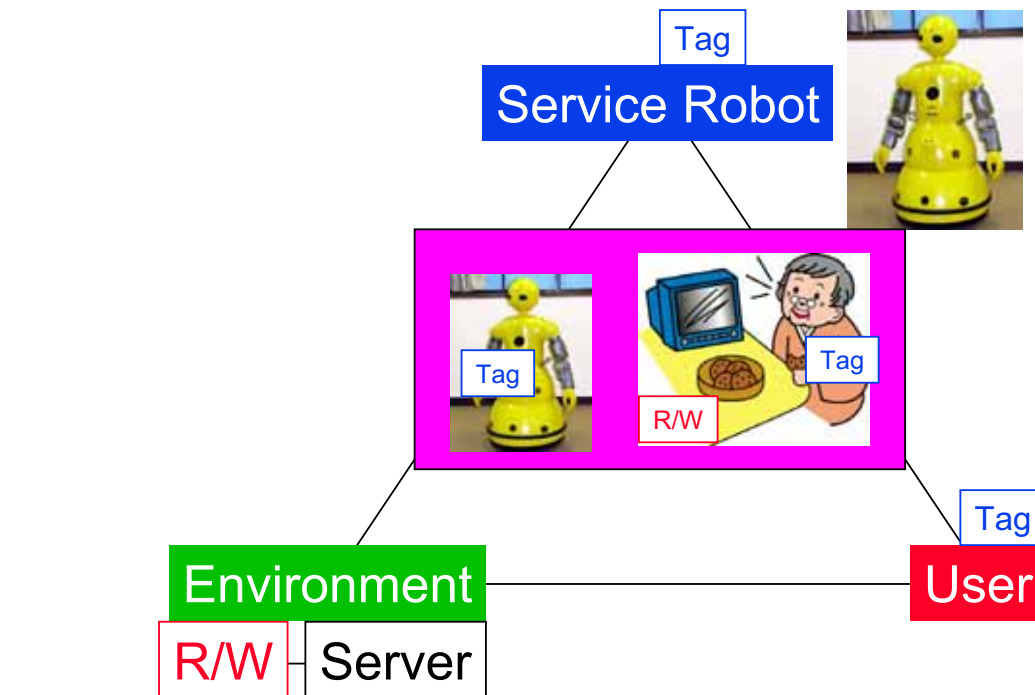 Tag
Service Robot
Tag
Tag
R/W
Tag
Environment
User
R/W
Server